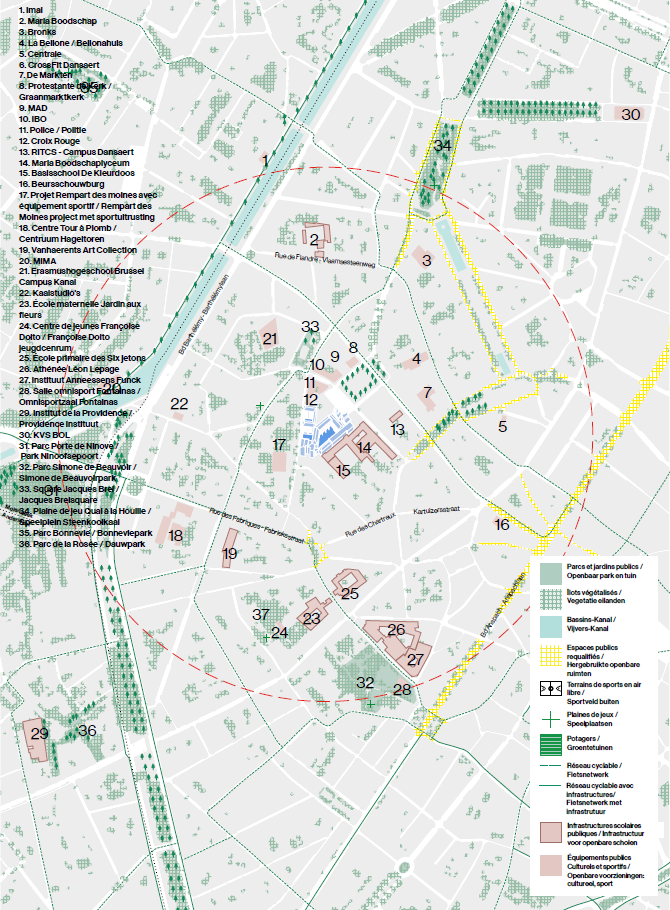 1. Imal
2. Maria Boodschap
3. Bronks
4. La Bellone / Bellonahuis
5. Centrale
6. CrossFit Dansaert
7. De Markten
8. Protestante de Kerk /
Graanmarktkerk
9. MAD
10. IBO
11. Police / Politie
12. Croix Rouge
13. RITCS - Campus Dansaert
14. Maria Boodschaplyceum
15. Basisschool De Kleurdoos
16. Beursschouwburg
17. Projet Rempart des moines avec
équipement sportif / Rempart des
Moines project met sportuitrusting
18. Centre Tour à Plomb /
Centruum Hageltoren
19. Vanhaerents Art Collection
20. MIMA
21. Erasmushogeschool Brussel
Campus Kanal
22. Kaaistudio's
23. École maternelle Jardin aux
fleurs
24. Centre de jeunes Françoise
Dolto / Françoise Dolto
jeugdcenrum
25. École primaire des Six jetons
26. Athénée Léon Lepage
27. Instituut Anneessens Funck
28. Salle omnisport Fontainas /
Omnisportzaal Fontainas
29. Institut de la Providence /
Providence Instituut
30. KVS BOL
31. Parc Porte de Ninove /
Park Ninoofsepoort
32. Parc Simone de Beauvoir /
Simone de Beauvoirpark
33. Square Jacques Brel /
Jacques Brelsquare
34. Plaine de jeu Quai à la Houille /
Speelplein Steenkoolkaai
35. Parc Bonnevie / Bonneviepark
36. Parc de la Rosée / Dauwpark
35
30
34
1
2
Rue de Flandre - Vlaamsesteenweg
3
Bd Barthélémy - Barthélémylaan
33
21
8
9
4
10
11
20
12
7
22
13
5
17
14
15
31
Rue des Fabriques - Fabriekstraat
Rue des Chartreux
Kartuizersstraat
16
18
19
25
37
23
24
26
27
32
28
29
36
Parcs et jardins publics /
Openbaar park en tuin
Îlots végétalisés /
Vegetatie eilanden
Bassins-Kanal /
Vijvers-Kanal
Espaces publics
requalifiés /
Hergebruikte openbare
ruimten
Terrains de sports en air
libre /
Sportveld buiten
Plaines de jeux /
Speelplaatsen
Potagers /
Groentetuinen
Réseau cyclable /
Fietsnetwerk
Réseau cyclable avec
infrastructures/
Fietsnetwerk met
infrastrutuur
Infrastructures scolaires
publiques / Infrastructuur
voor openbare scholen
Équipements publics
Culturels et sportifs /
Openbare voorzieningen:
cultureel, sport